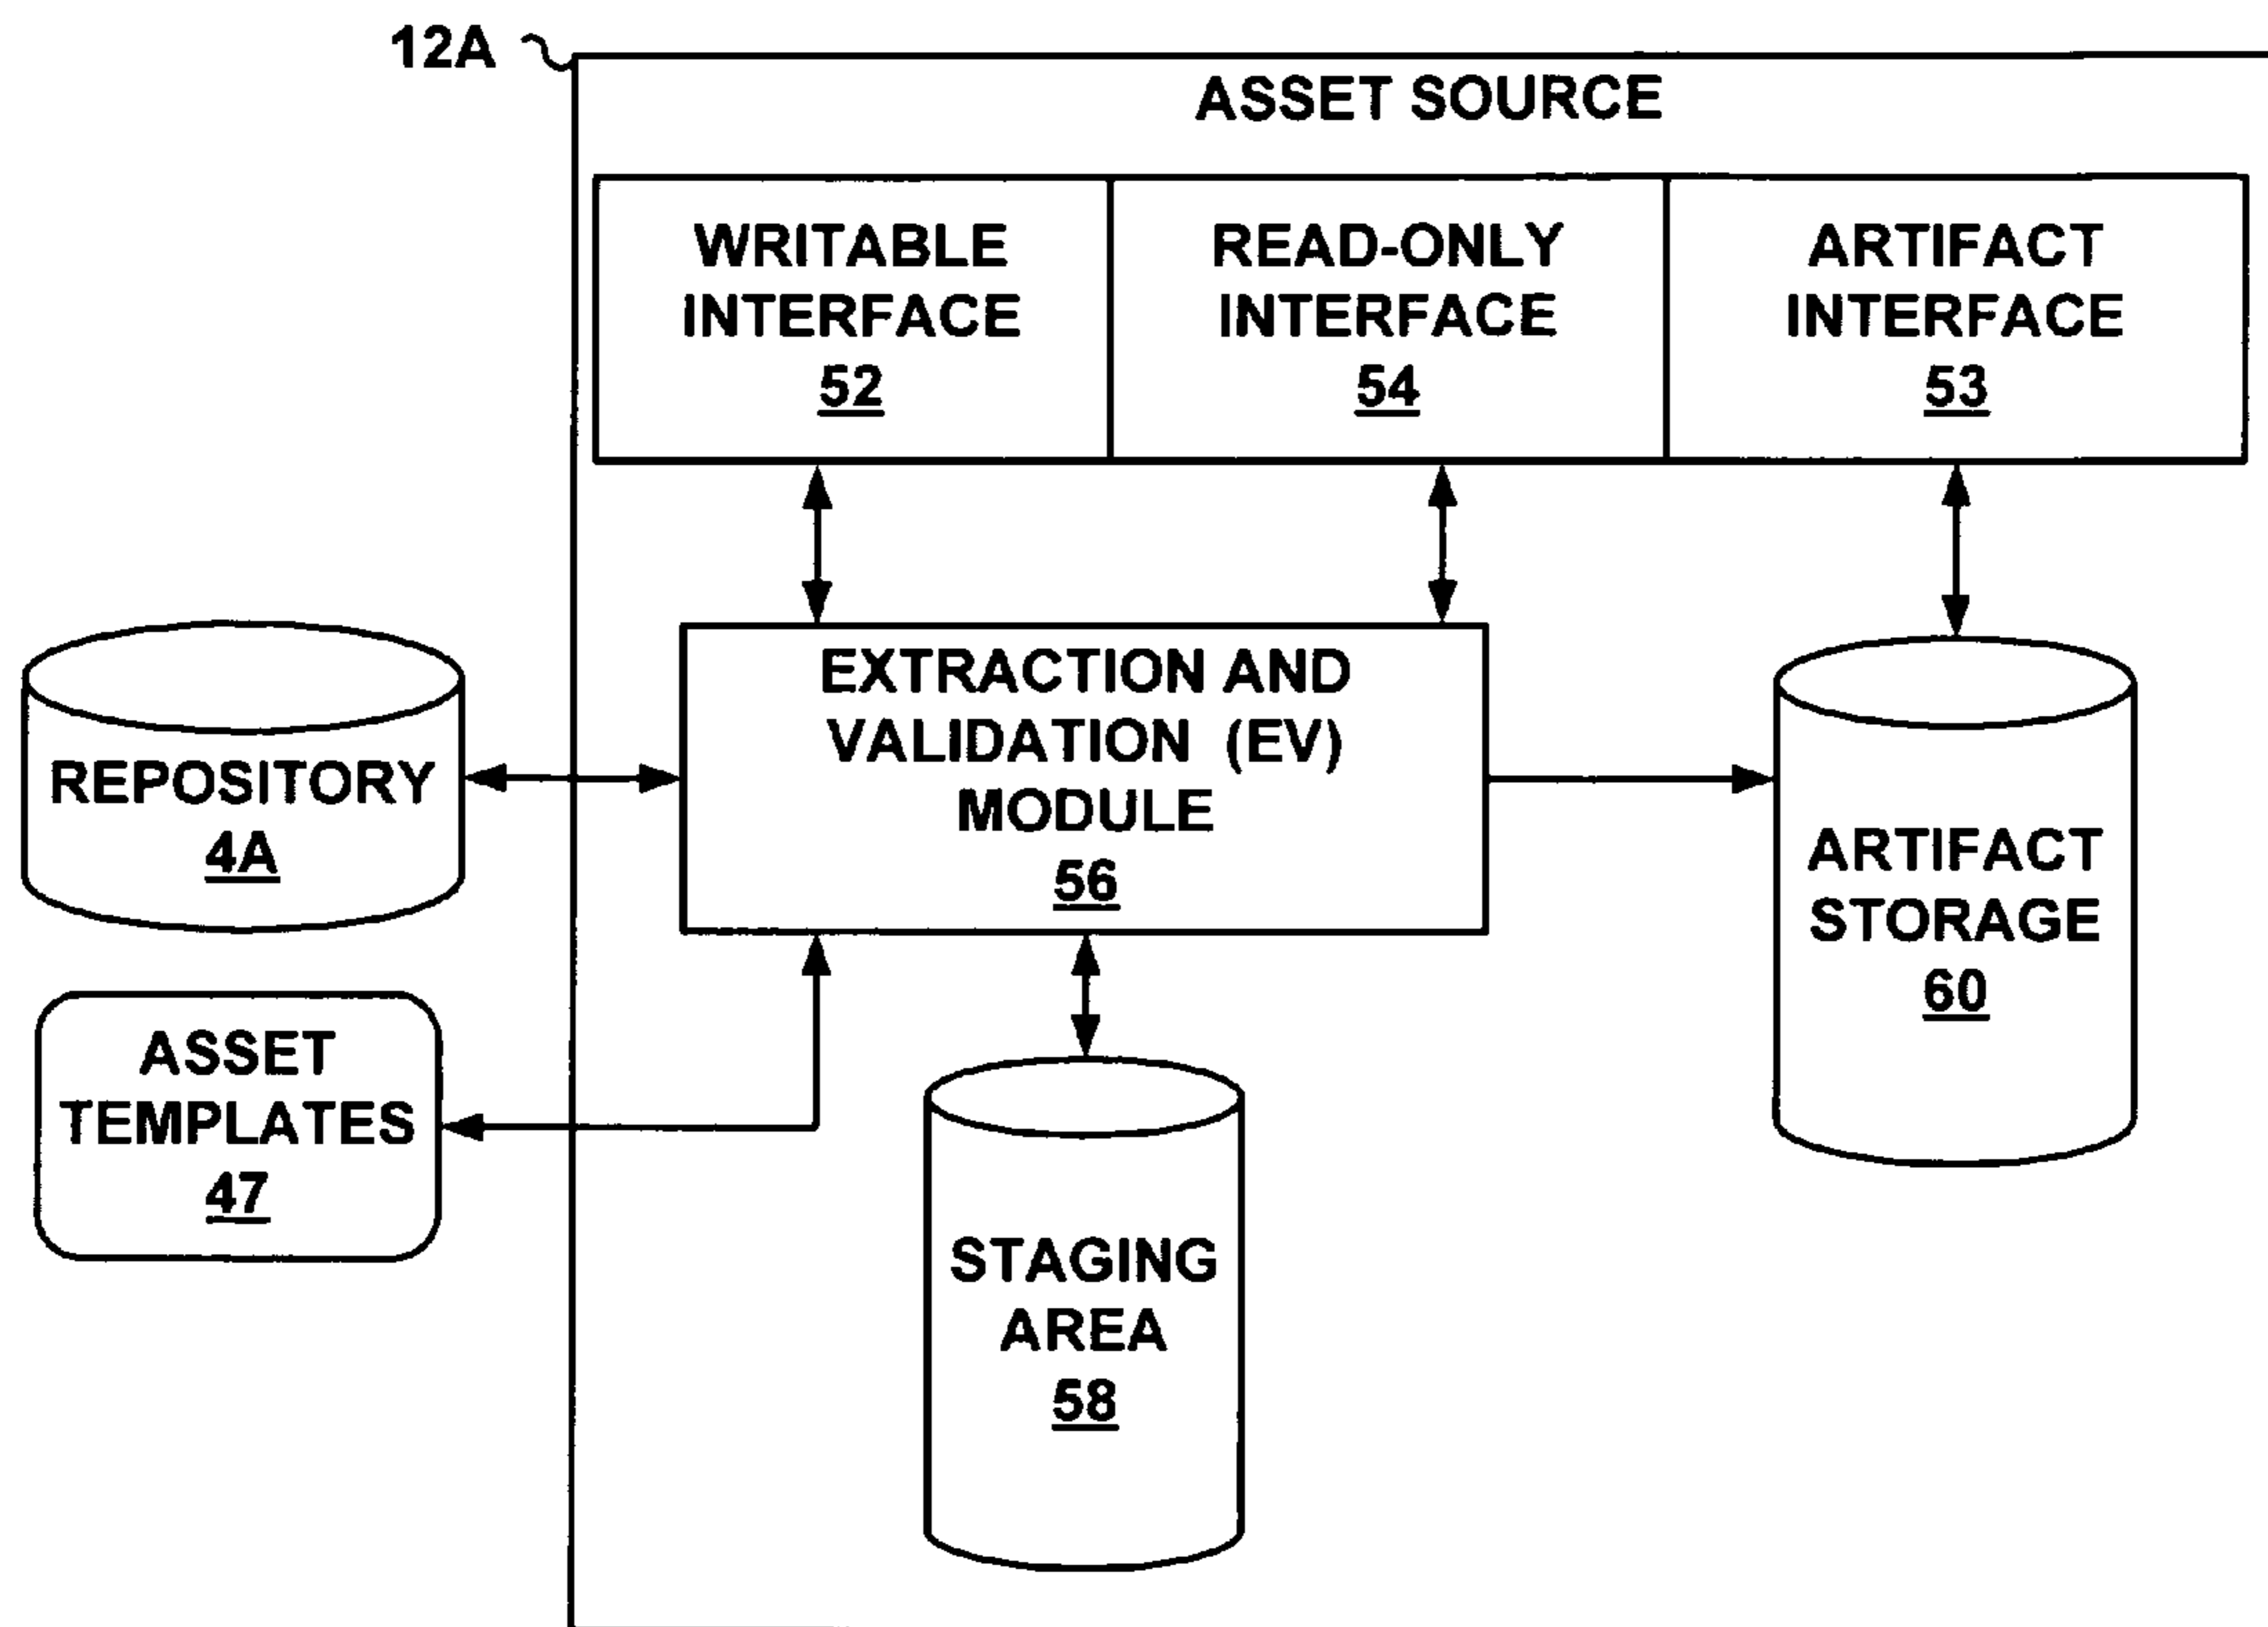 12A
ASSET SOURCE
WRITABLE
INTERFACE
52
READ-ONLY
INTERFACE
54
ARTIFACT
INTERFACE
53
EXTRACTION AND
VALIDATION (EV)
MODULE
56
REPOSITORY
4A
ARTIFACT
STORAGE
60
ASSET
TEMPLATES
47
STAGING
AREA
58